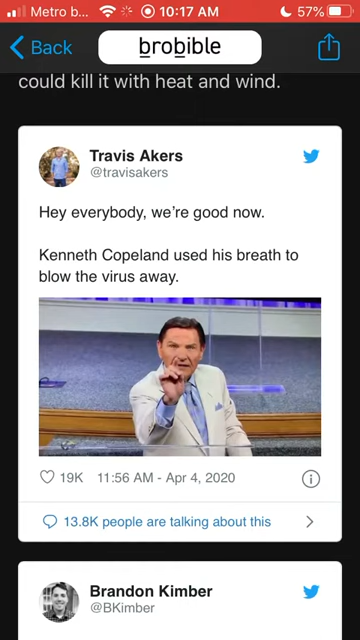 Metro b... 10:17 AM 57%
Back brobible
could kill it with heat and wind.
Travis Akers
@travisakers
Hey everybody, we're good now.
Kenneth Copeland used his breath to
blow the virus away.
19K 11:56 AM - Apr 4, 2020
13.8K people are talking about this
Brandon Kimber
@BKimber